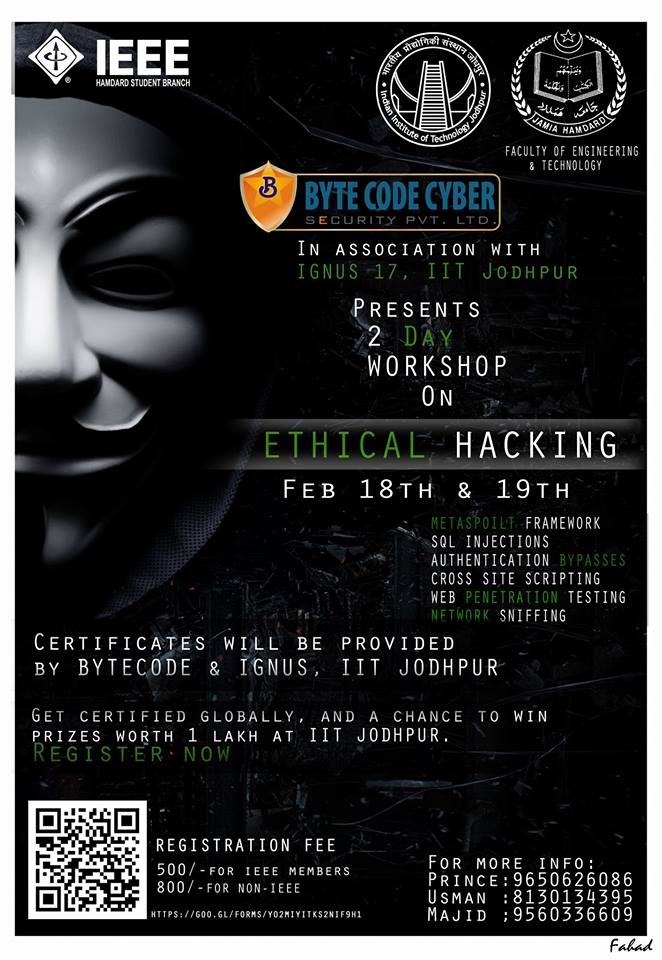 IEEE
HAMDARD STUDENT BRANCH
भारतीय प्रौद्योगिकी संस्थान जोधपुर
Indian Institute of Technology Jodhpur
JAMIA HAMDARD
FACULTY OF ENGINEERING
& TECHNOLOGY
B
BYTE CODE CYBER
SECURITY PVT. LTD.
IN ASSOCIATION WITH
IGNUS 17, IIT JODHPUR
PRESENTS
2 DAY
WORKSHOP
ON
ETHICAL HACKING
FEB 18TH & 19TH
METASPOILT FRAMEWORK
SQL INJECTIONS
AUTHENTICATION BYPASSES
CROSS SITE SCRIPTING
WEB PENETRATION TESTING
NETWORK SNIFFING
CERTIFICATES WILL BE PROVIDED
BY BYTECODE & IGNUS, IIT JODHPUR
GET CERTIFIED GLOBALLY, AND A CHANCE TO WIN
PRIZES WORTH 1 LAKH AT IIT JODHPUR.
REGISTER NOW
REGISTRATION FEE
500/-FOR IEEE MEMBERS
800/-FOR NON-IEEE
HTTPS://GOO.GL/FORMS/YO2MIYITKS2NIF9H1
FOR MORE INFO:
PRINCE:9650626086
USMAN :8130134395
MAJID ;9560336609
Fahad